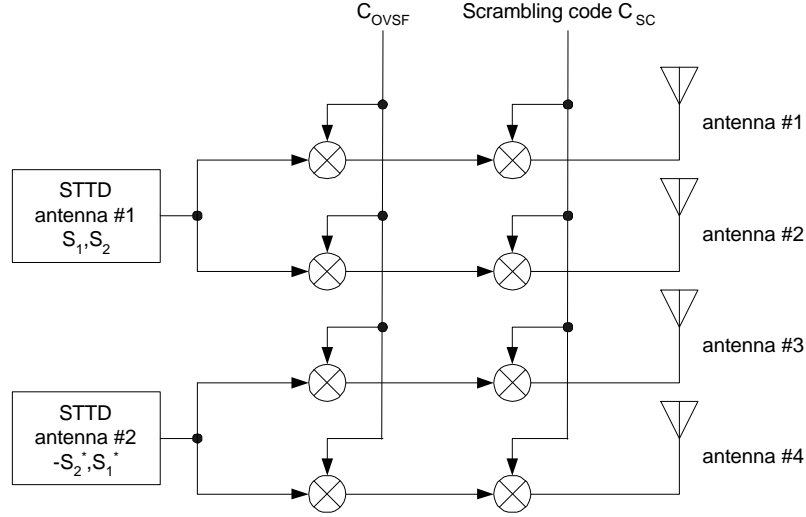 C_OVSF
Scrambling code C_SC
antenna #1
STTD
antenna #1
S_1,S_2
antenna #2
antenna #3
STTD
antenna #2
-S_2^*,S_1^*
antenna #4